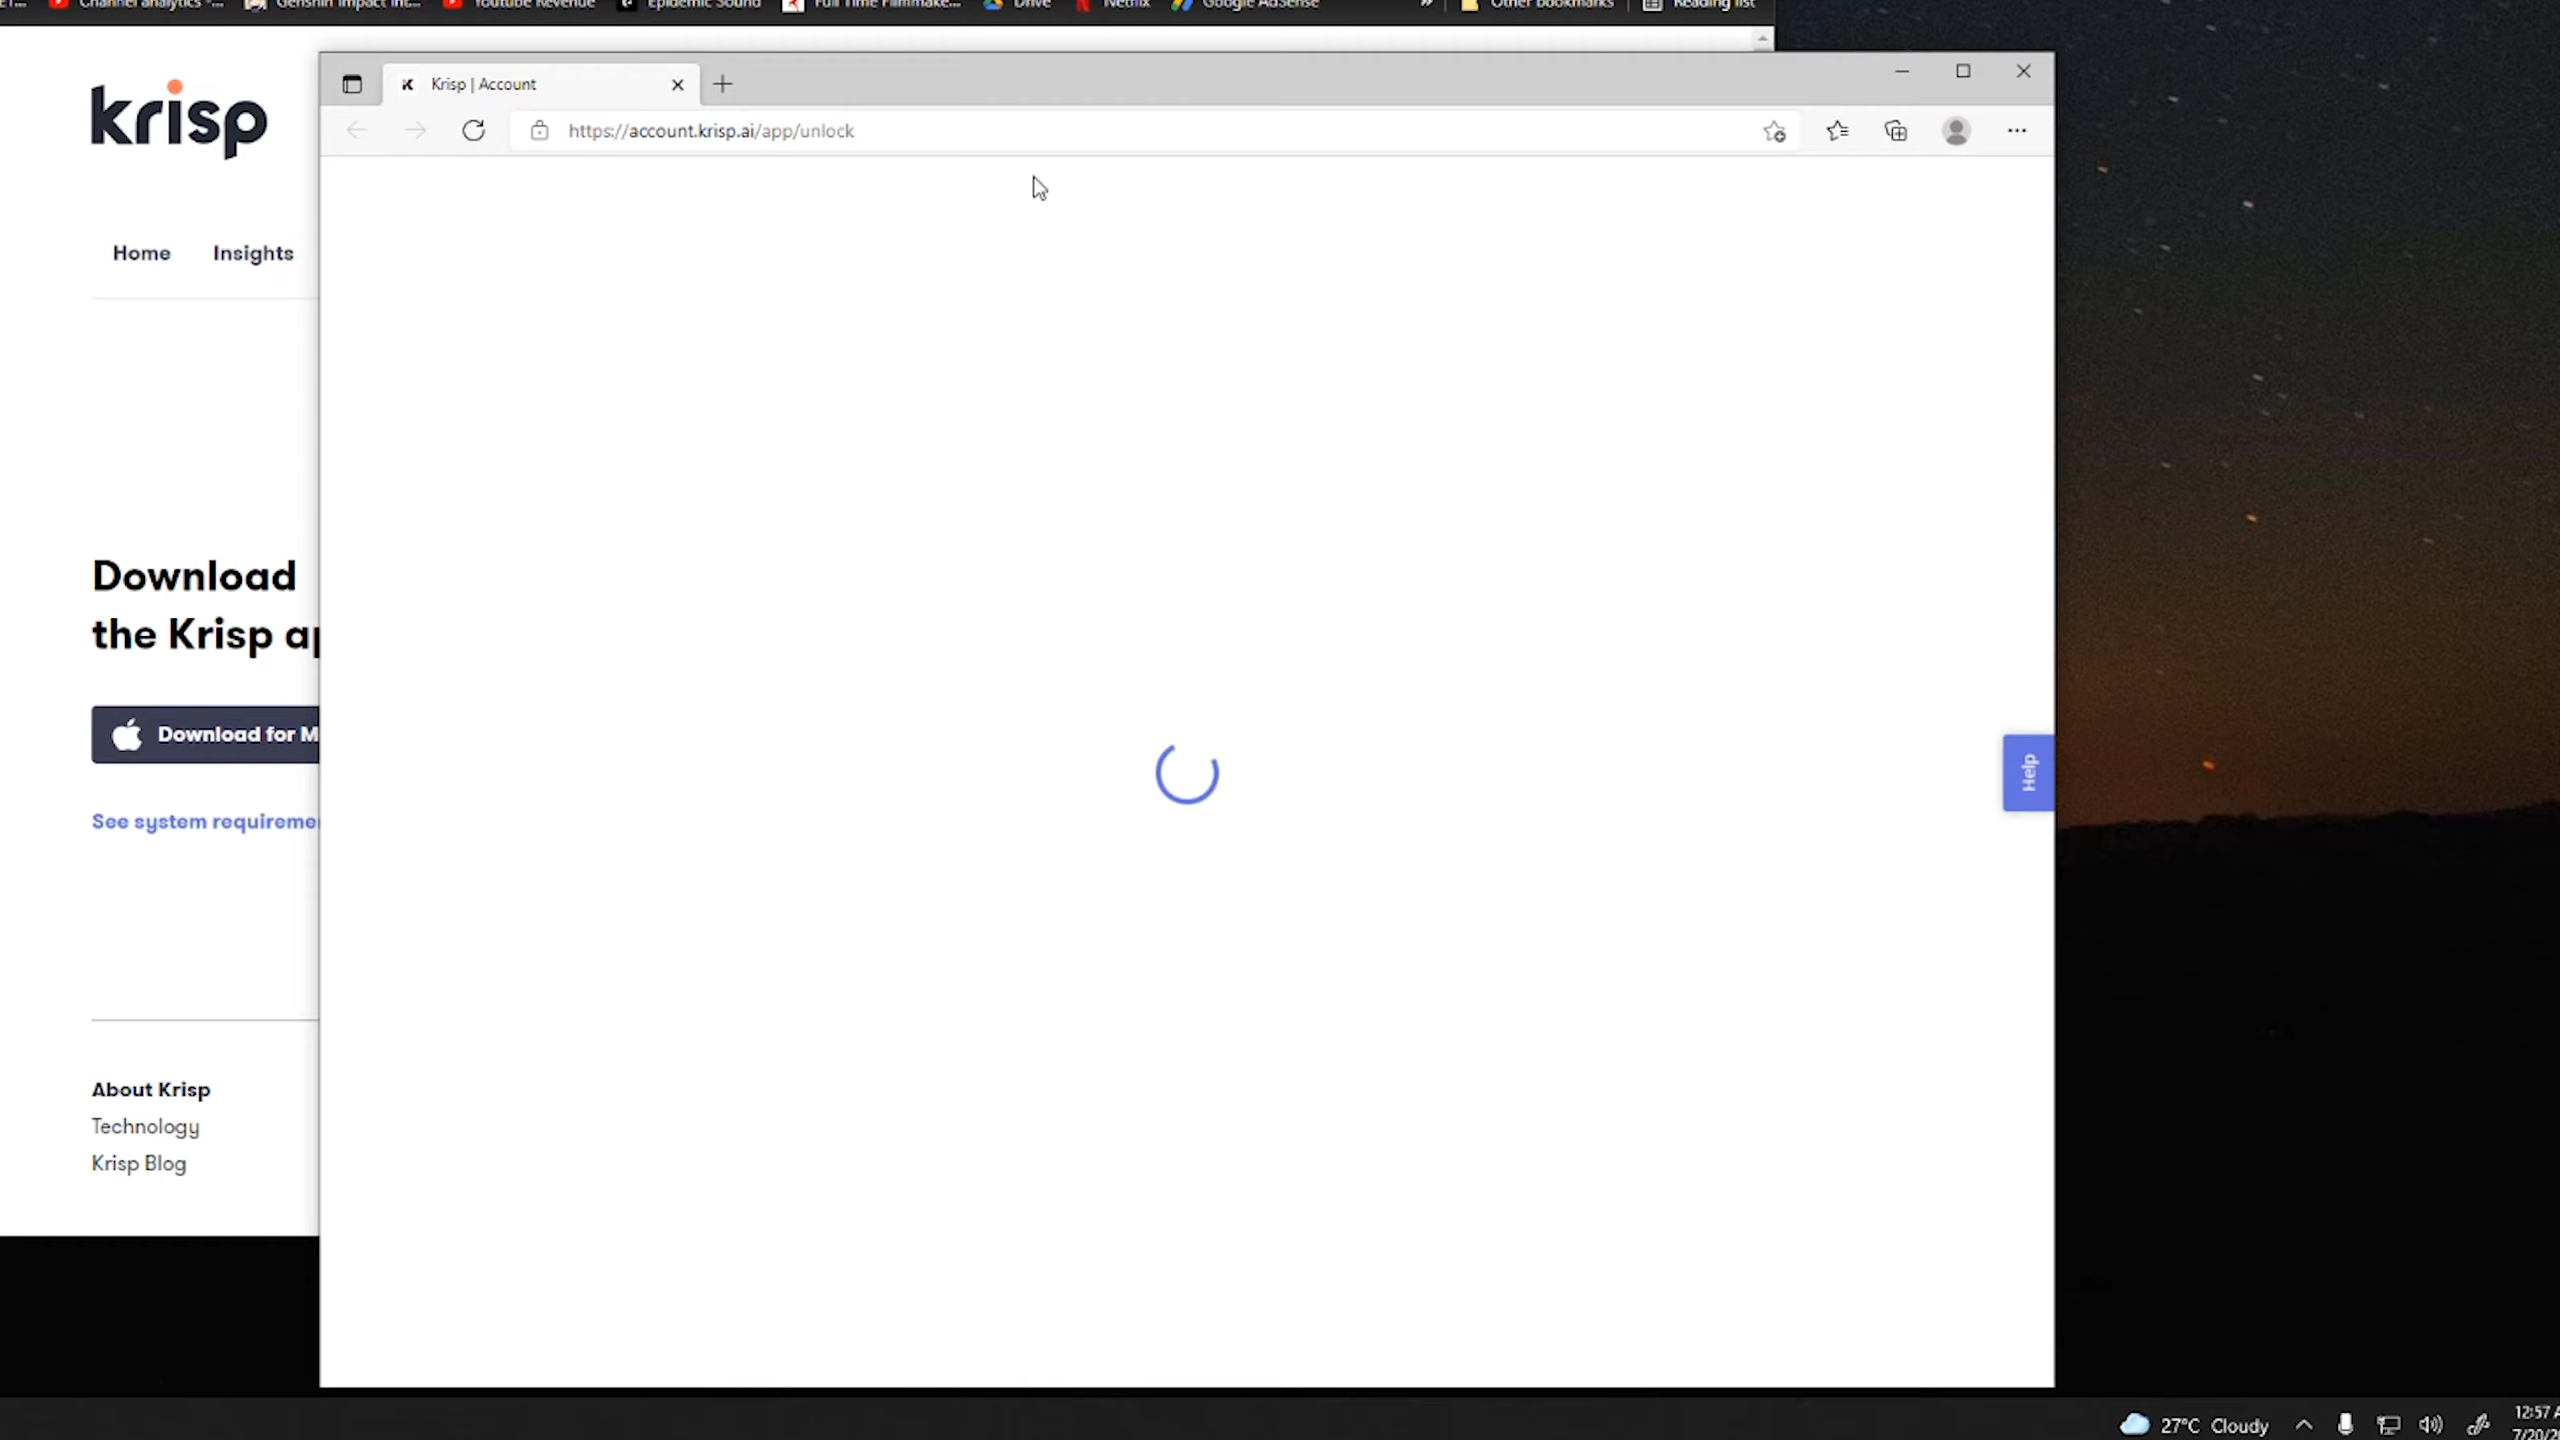 Channel analytics -...
Genshin Impact Int...
Youtube Revenue
Epidemic Sound
Full Time Filmmake...
Drive
Netflix
Google AdSense
»
Other bookmarks
Reading list
krisp
Home
Insights
Download
the Krisp
Download for M
See system
About Krisp
Technology
Krisp Blog
K
Krisp | Account
https://account.krisp.ai/app/unlock
Help
27°C Cloudy
12:57